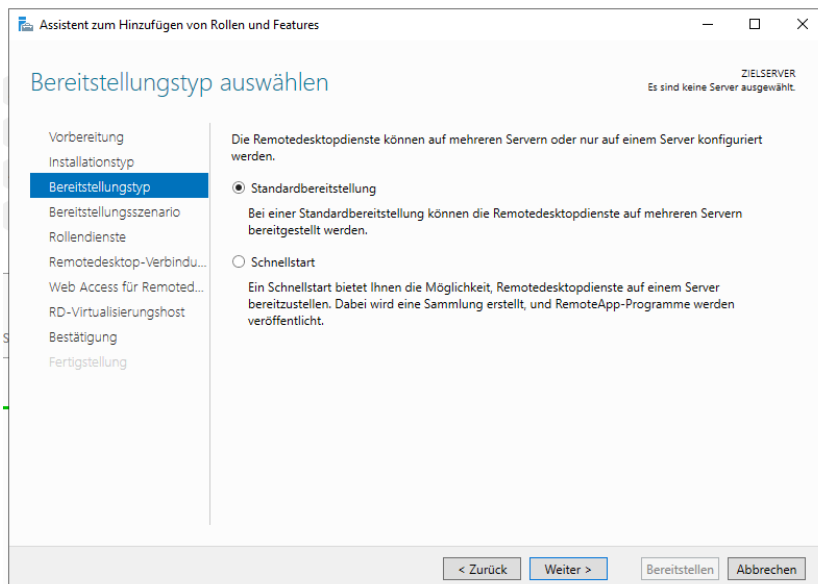 Assistent zum Hinzufügen von Rollen und Features
Bereitstellungstyp auswählen
ZIELSERVER
Es sind keine Server ausgewählt.
Vorbereitung
Installationstyp
Bereitstellungstyp
Bereitstellungsszenario
Rollendienste
Remotedesktop-Verbindu...
Web Access für Remoted...
RD-Virtualisierungshost
Bestätigung
Fertigstellung
Die Remotedesktopdienste können auf mehreren Servern oder nur auf einem Server konfiguriert
werden.
Standardbereitstellung
Bei einer Standardbereitstellung können die Remotedesktopdienste auf mehreren Servern
bereitgestellt werden.
Schnellstart
Ein Schnellstart bietet Ihnen die Möglichkeit, Remotedesktopdienste auf einem Server
bereitzustellen. Dabei wird eine Sammlung erstellt, und RemoteApp-Programme werden
veröffentlicht.
< Zurück
Weiter >
Bereitstellen
Abbrechen